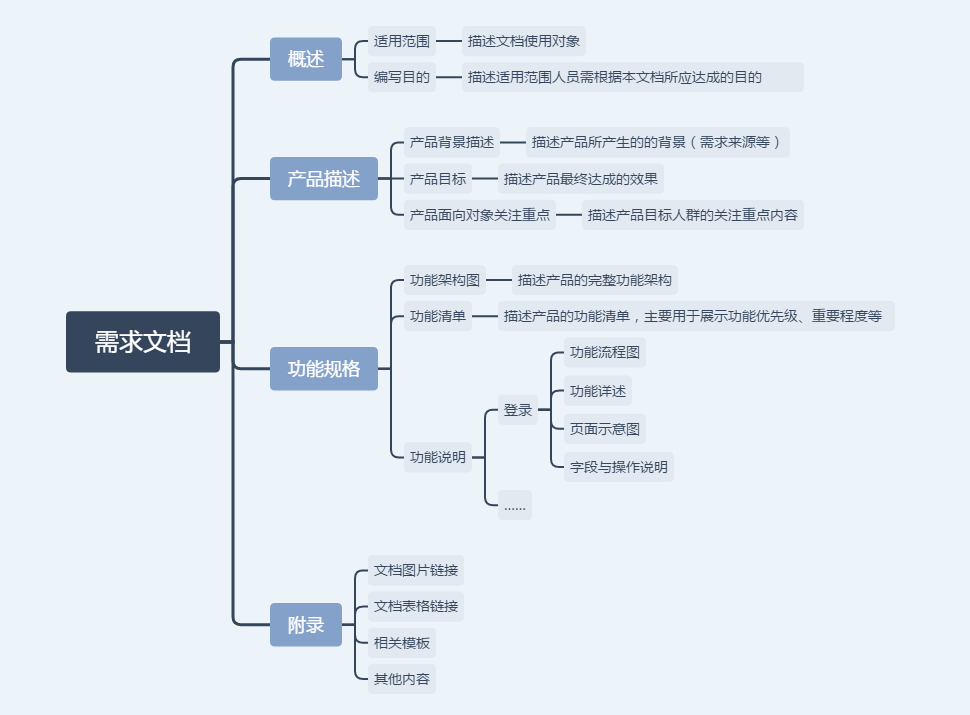 需求文档
概述
适用范围
描述文档使用对象
编写目的
描述适用范围人员需根据本文档所应达成的目的
产品描述
产品背景描述
描述产品所产生的的背景（需求来源等）
产品目标
描述产品最终达成的效果
产品面向对象关注重点
描述产品目标人群的关注重点内容
功能规格
功能架构图
描述产品的完整功能架构
功能清单
描述产品的功能清单，主要用于展示功能优先级、重要程度等
功能说明
登录
功能流程图
功能详述
页面示意图
字段与操作说明
……
附录
文档图片链接
文档表格链接
相关模板
其他内容